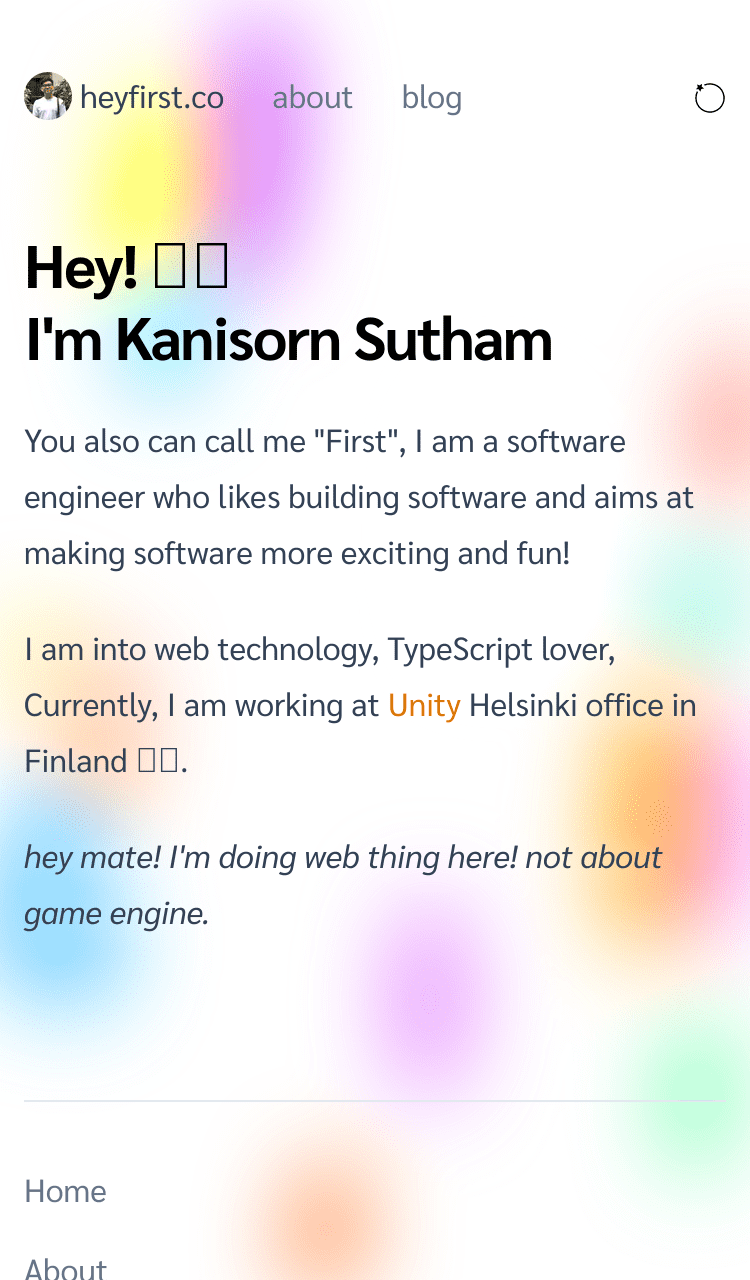 heyfirst.co about blog
Hey! 
I'm Kanisorn Sutham
You also can call me "First", I am a software
engineer who likes building software and aims at
making software more exciting and fun!
I am into web technology, TypeScript lover,
Currently, I am working at Unity Helsinki office in
Finland .
hey mate! I'm doing web thing here! not about
game engine.
Home
About